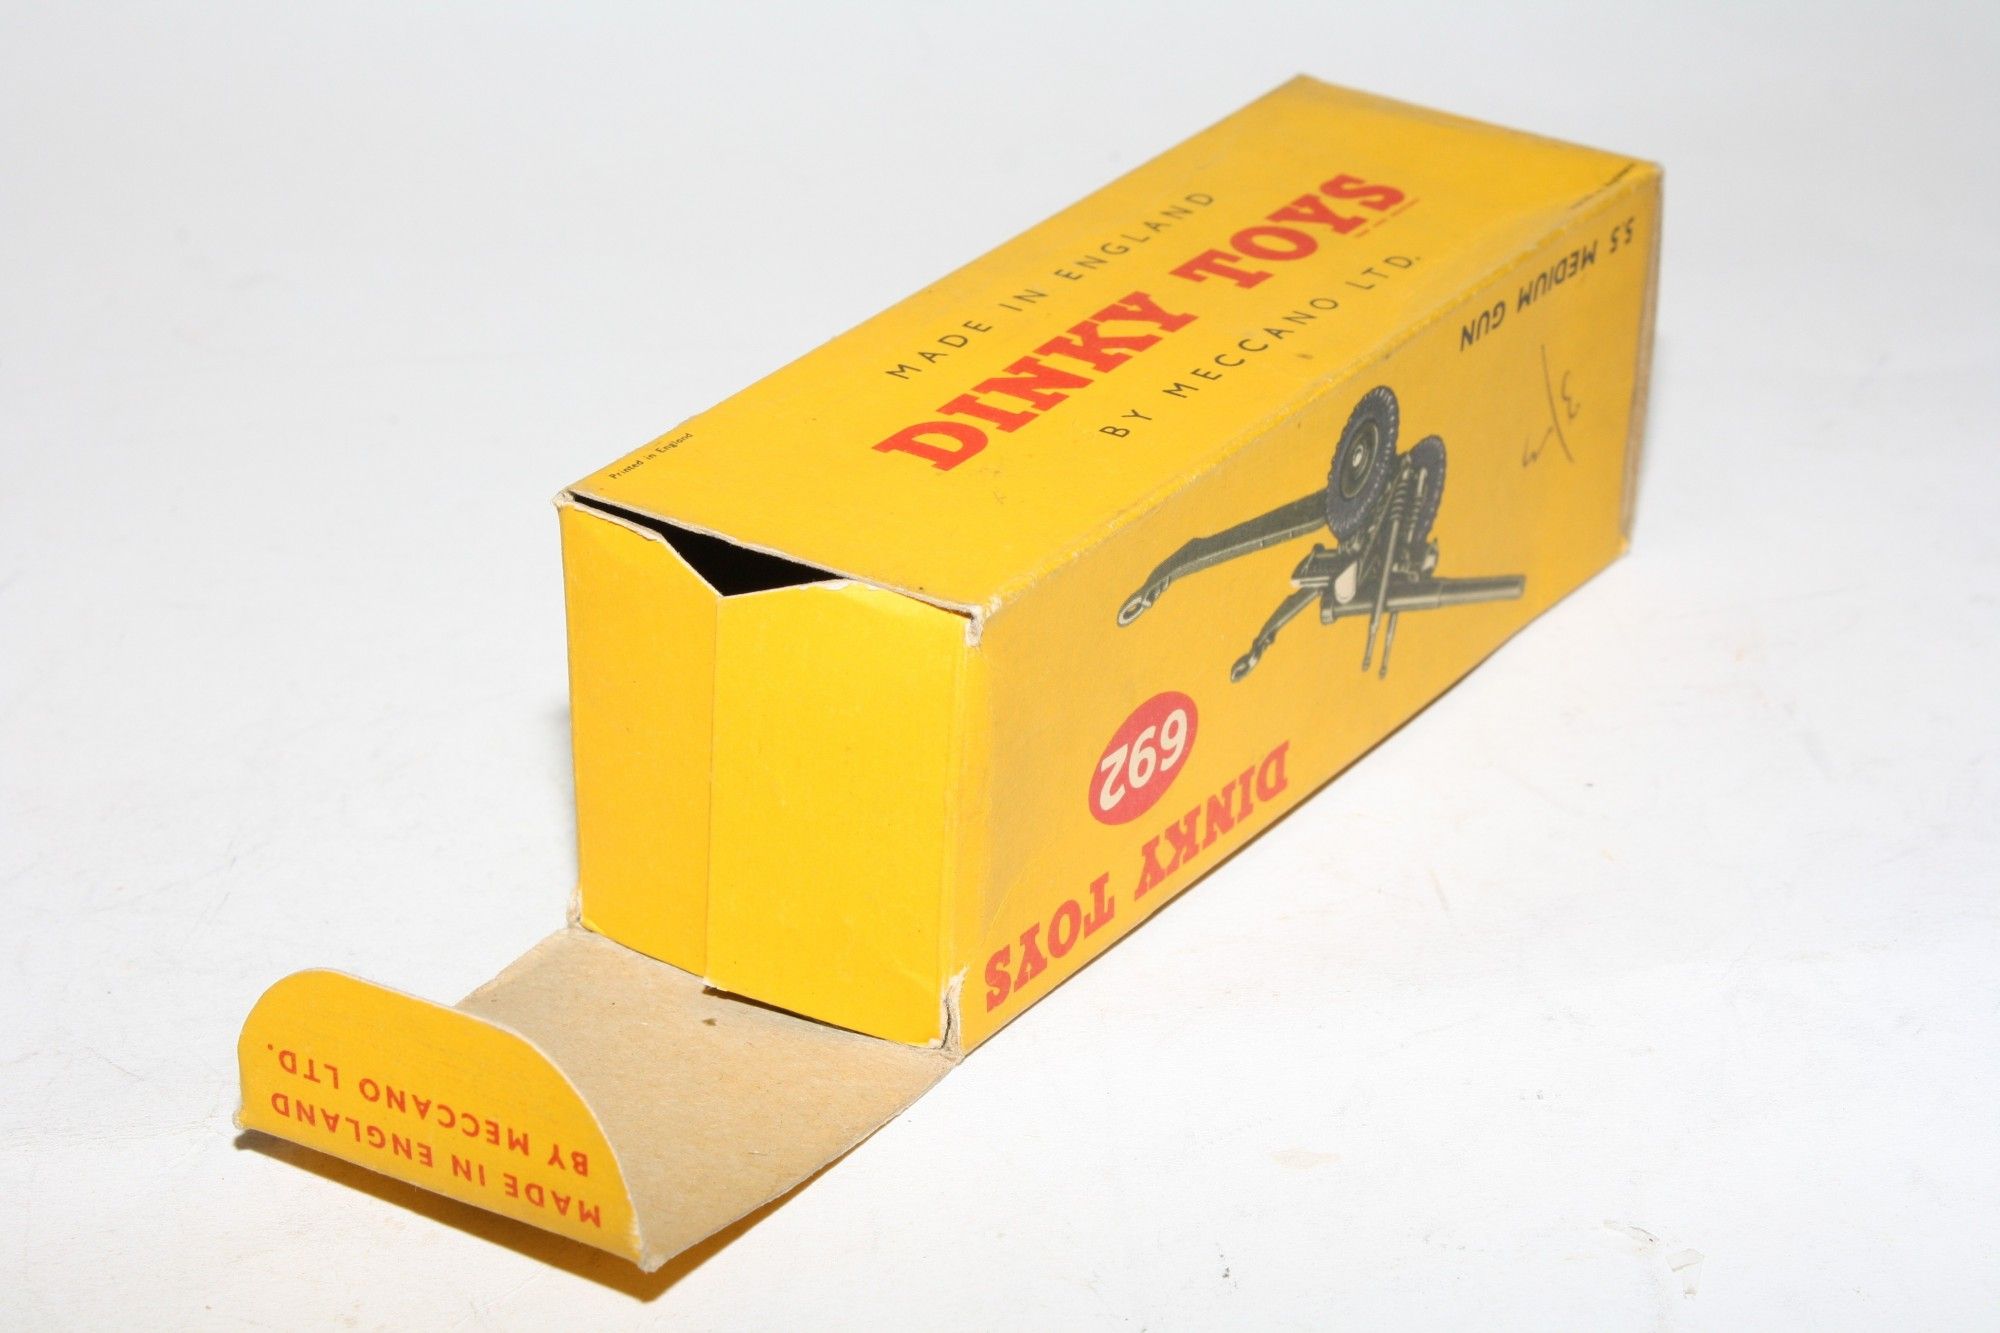 MADE IN ENGLAND
DINKY TOYS
BY MECCANO LTD.
Printed in England
5.5 MEDIUM GUN
692
DINKY TOYS
MADE IN ENGLAND
BY MECCANO LTD.